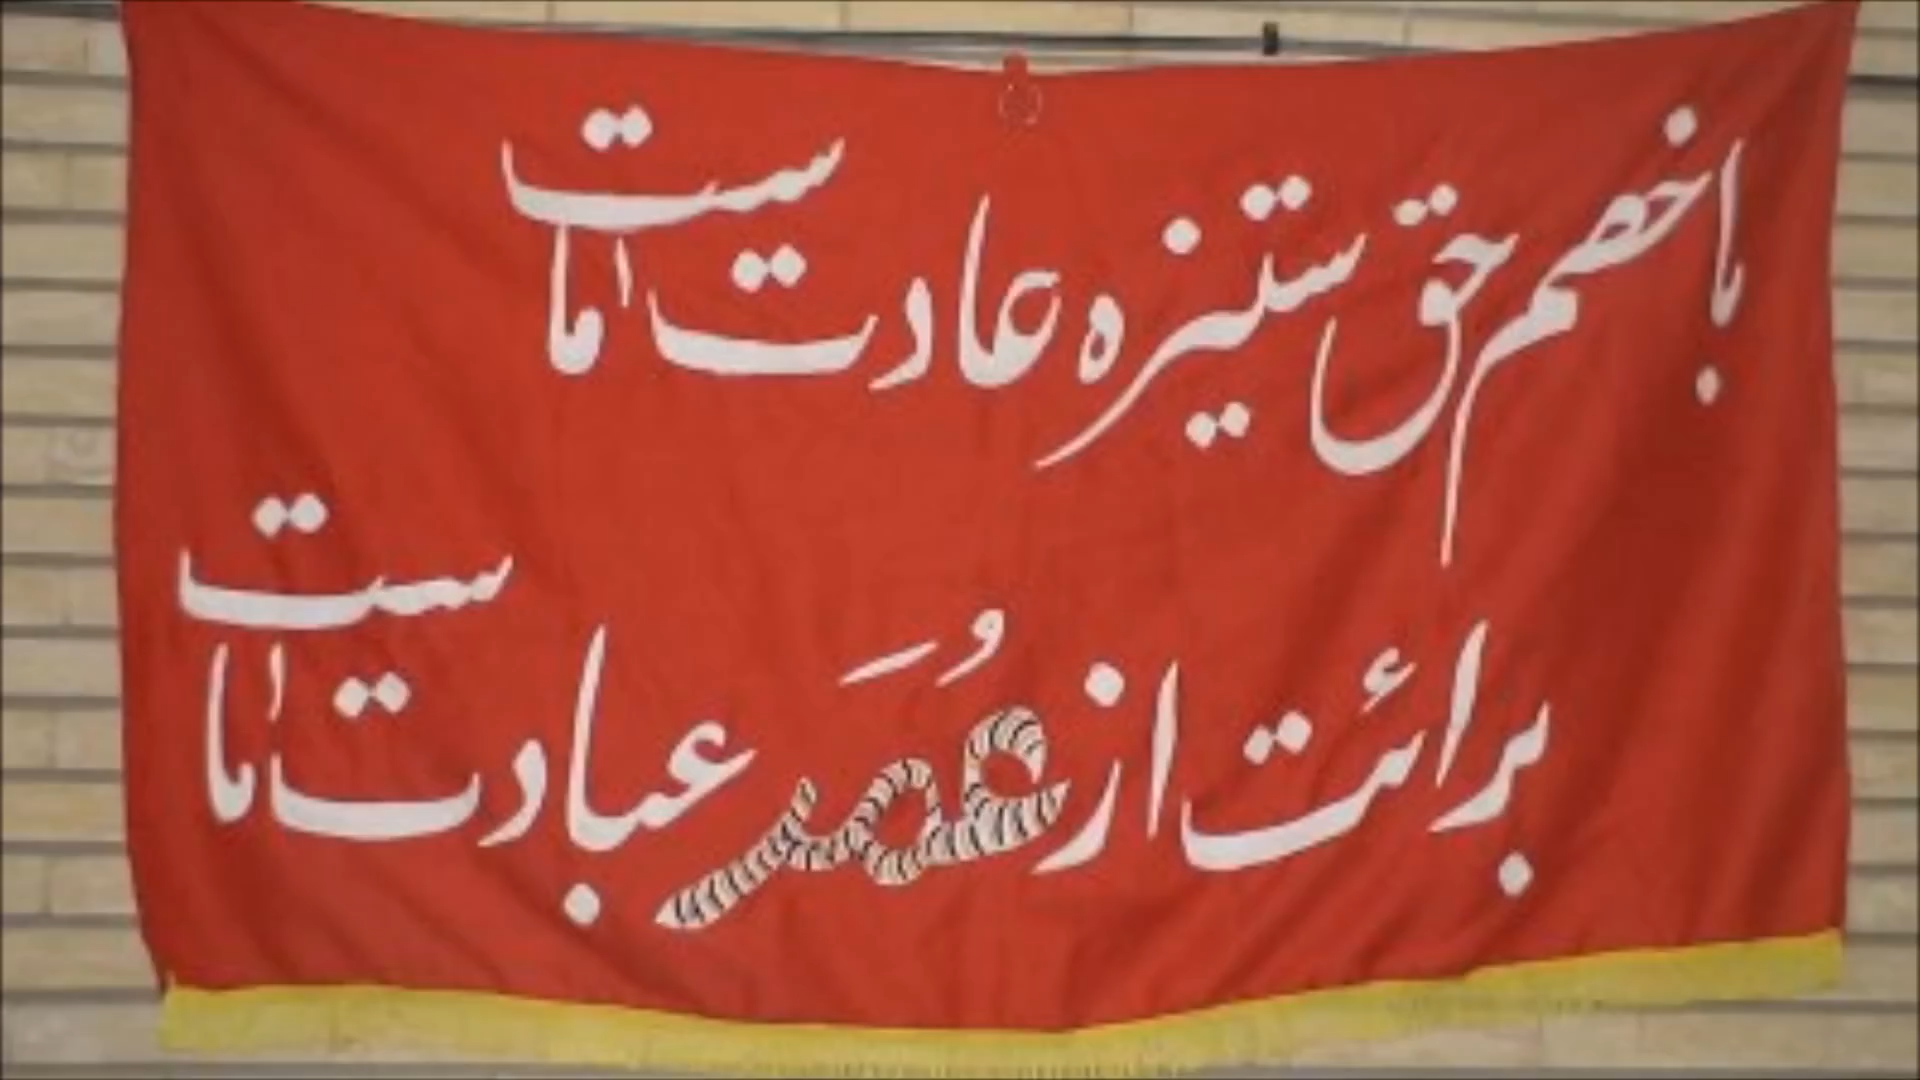 با خصم حق ستیزه عادت ماست
برائت از عُمَر عبادت ماست